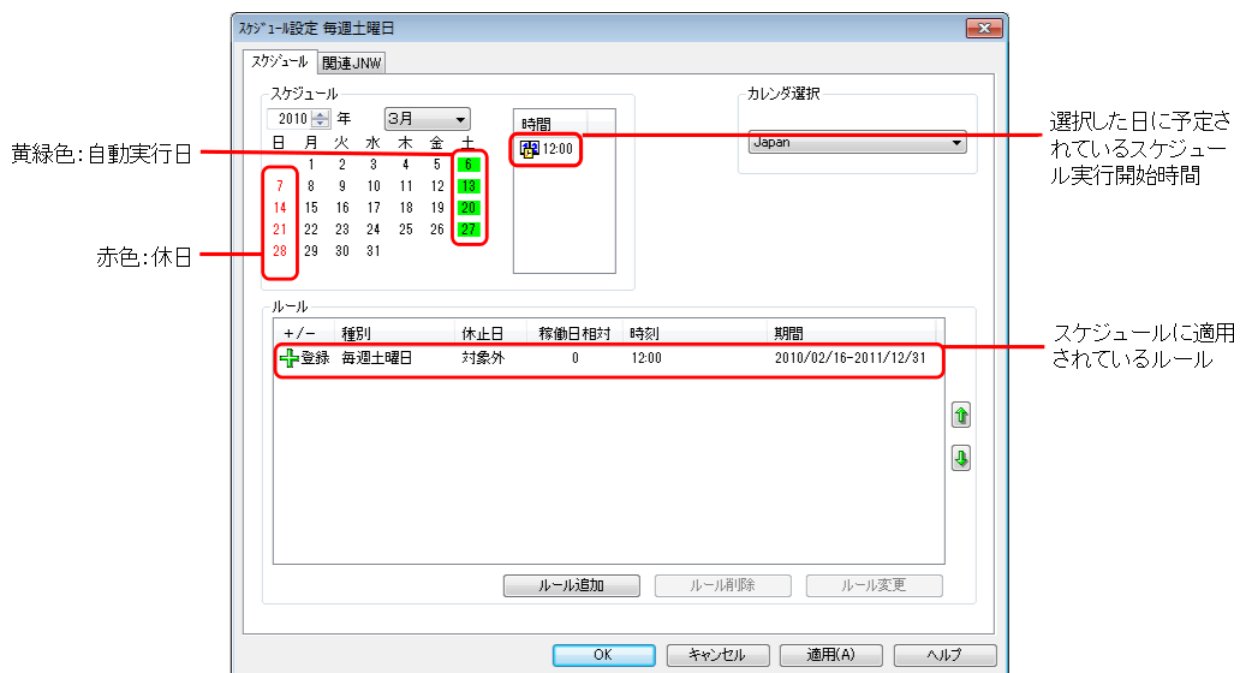 ｽｹｼﾞｭｰﾙ設定 毎週土曜日
スケジュール 関連JNW
スケジュール
2010 年 3月
日 月 火 水 木 金 土
1 2 3 4 5 6
7 8 9 10 11 12 13
14 15 16 17 18 19 20
21 22 23 24 25 26 27
28 29 30 31
時間
12:00
カレンダ選択
Japan
黄緑色:自動実行日
赤色:休日
選択した日に予定さ
れているスケジュー
ル実行開始時間
ルール
+/- 種別 休止日 稼働日相対 時刻 期間
登録 毎週土曜日 対象外 0 12:00 2010/02/16-2011/12/31
スケジュールに適用
されているルール
ルール追加 ルール削除 ルール変更
OK キャンセル 適用(A) ヘルプ